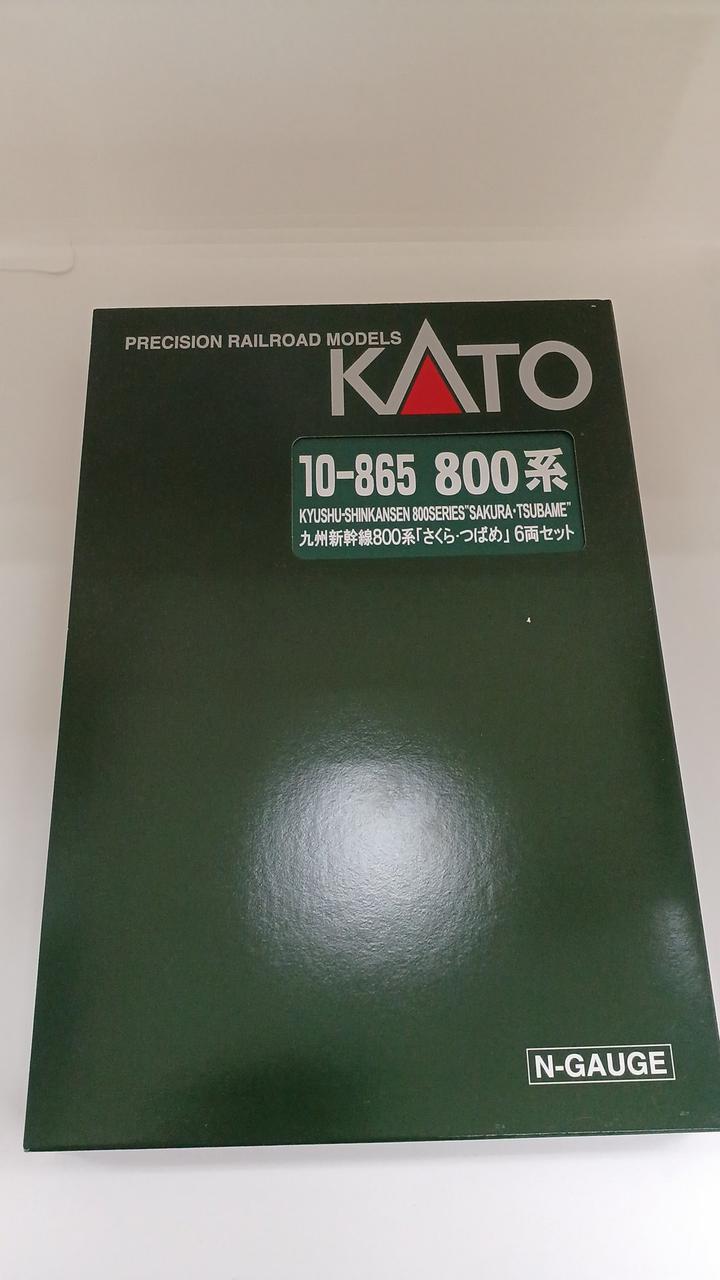 PRECISION RAILROAD MODELS
KATO
10-865 800系
KYUSHU-SHINKANSEN 800SERIES"SAKURA･TSUBAME"
九州新幹線800系｢さくら･つばめ｣ 6両セット
N-GAUGE